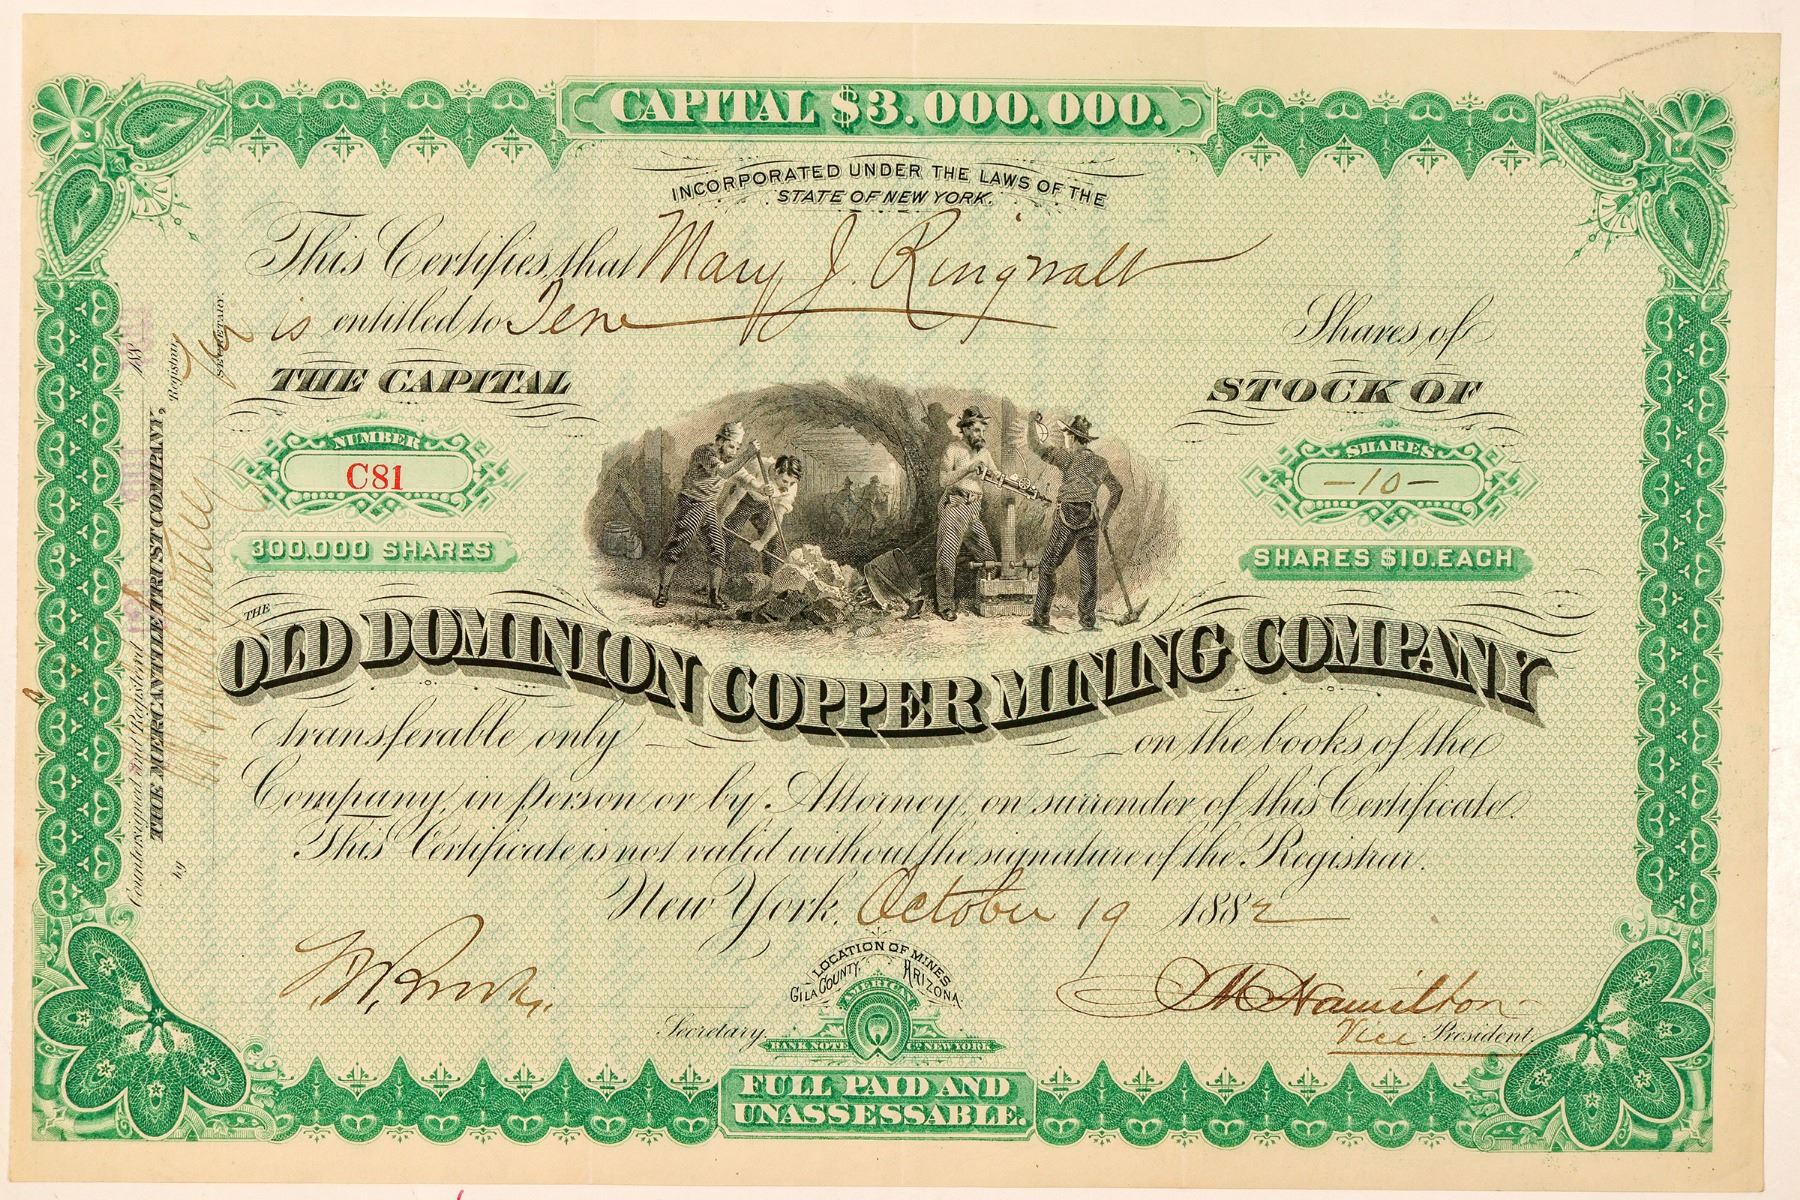 CAPITAL $3.000.000.
INCORPORATED UNDER THE LAWS OF THE
STATE OF NEW YORK.
This Certifies that Mary J. Ringwalt
is entitled to Ten Shares of
THE CAPITAL STOCK OF
NUMBER
C81
SHARES
-10-
300.000 SHARES
SHARES $10. EACH
THE
OLD DOMINION COPPER MINING COMPANY
transferable only on the books of the
Company, in person or by Attorney, on surrender of this Certificate.
This Certificate is not valid without the signature of the Registrar.
New York, October 19 1882
LOCATION OF MINES
GILA COUNTY, ARIZONA
Secretary.
Hamilton
Vice President.
AMERICAN
BANK NOTE Co. NEW YORK
FULL PAID AND
UNASSESSABLE.
Countersigned and Registered 188
THE MERCANTILE TRUST COMPANY,
Registrar
by
SECRETARY.